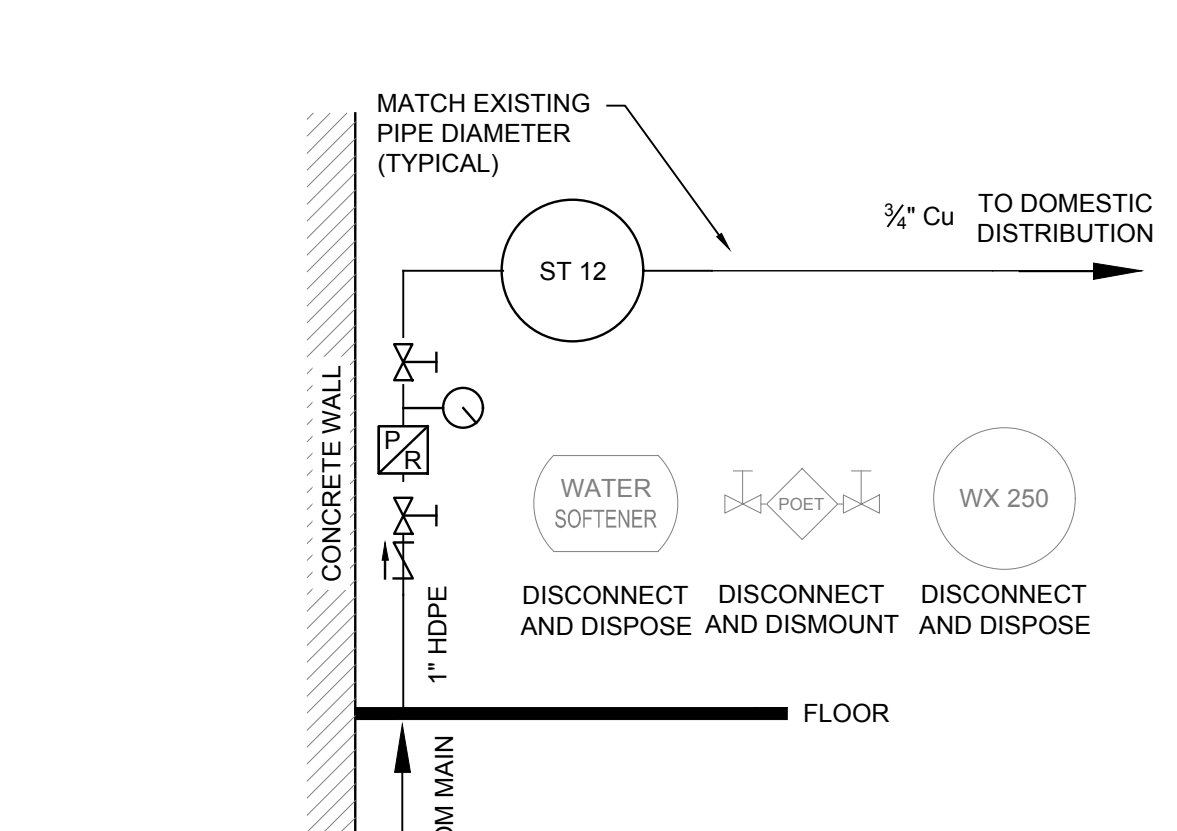 MATCH EXISTING
PIPE DIAMETER
(TYPICAL)
¾" Cu
TO DOMESTIC
DISTRIBUTION
ST 12
CONCRETE WALL
P
R
WATER
SOFTENER
POET
WX 250
DISCONNECT
AND DISPOSE
DISCONNECT
AND DISMOUNT
DISCONNECT
AND DISPOSE
1" HDPE
FLOOR
MAIN